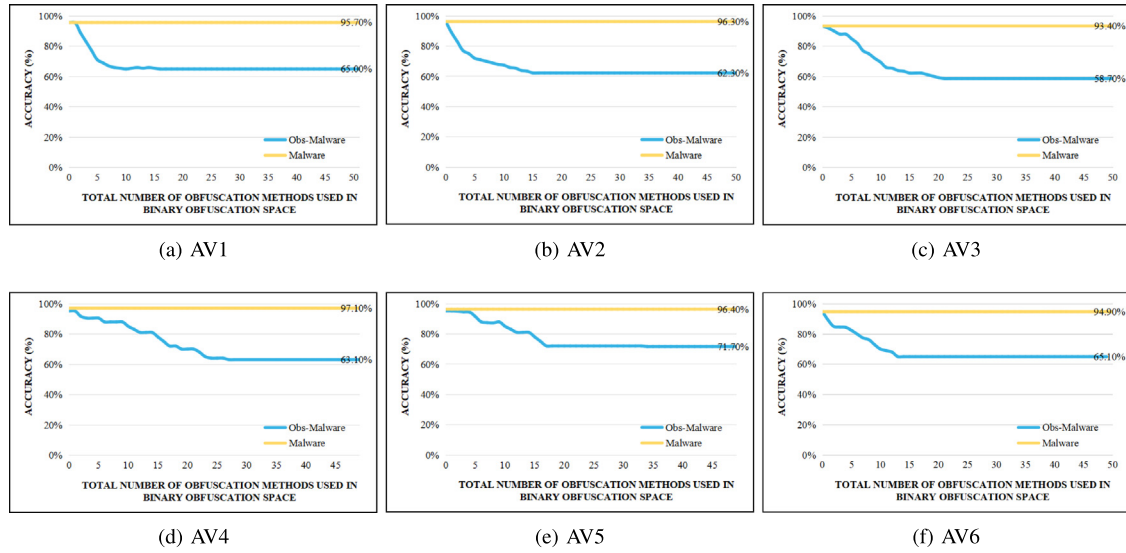 100%
95.70%
80%
65.00%
60%
40%
20%
0%
ACCURACY (%)
Obs-Malware
Malware
0 5 10 15 20 25 30 35 40 45 50
TOTAL NUMBER OF OBFUSCATION METHODS USED IN
BINARY OBFUSCATION SPACE
(a) AV1
100%
96.30%
80%
62.30%
60%
40%
20%
0%
ACCURACY (%)
Obs-Malware
Malware
0 5 10 15 20 25 30 35 40 45 50
TOTAL NUMBER OF OBFUSCATION METHODS USED IN
BINARY OBFUSCATION SPACE
(b) AV2
100%
93.40%
80%
60%
58.70%
40%
20%
0%
ACCURACY (%)
Obs-Malware
Malware
0 5 10 15 20 25 30 35 40 45 50
TOTAL NUMBER OF OBFUSCATION METHODS USED IN
BINARY OBFUSCATION SPACE
(c) AV3
100%
97.10%
80%
63.10%
60%
40%
20%
0%
ACCURACY (%)
Obs-Malware
Malware
0 5 10 15 20 25 30 35 40 45
TOTAL NUMBER OF OBFUSCATION METHODS USED IN
BINARY OBFUSCATION SPACE
(d) AV4
100%
96.40%
80%
71.70%
60%
40%
20%
0%
ACCURACY (%)
Obs-Malware
Malware
0 5 10 15 20 25 30 35 40 45
TOTAL NUMBER OF OBFUSCATION METHODS USED IN
BINARY OBFUSCATION SPACE
(e) AV5
100%
94.90%
80%
65.10%
60%
40%
20%
0%
ACCURACY (%)
Obs-Malware
Malware
0 5 10 15 20 25 30 35 40 45 50
TOTAL NUMBER OF OBFUSCATION METHODS USED IN
BINARY OBFUSCATION SPACE
(f) AV6